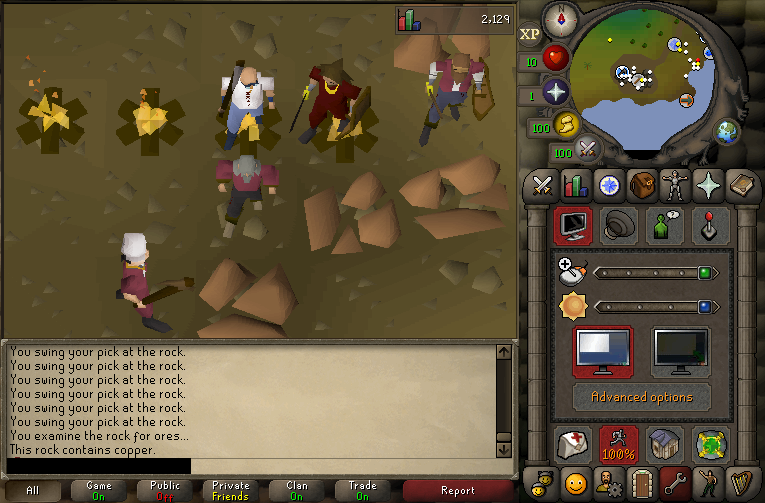 2,129
XP
10
1
100
100
You swing your pick at the rock.
You swing your pick at the rock.
You swing your pick at the rock.
You swing your pick at the rock.
You swing your pick at the rock.
You swing your pick at the rock.
You examine the rock for ores...
This rock contains copper.
Advanced options
100%
All
Game
On
Public
Off
Private
Friends
Clan
On
Trade
On
Report